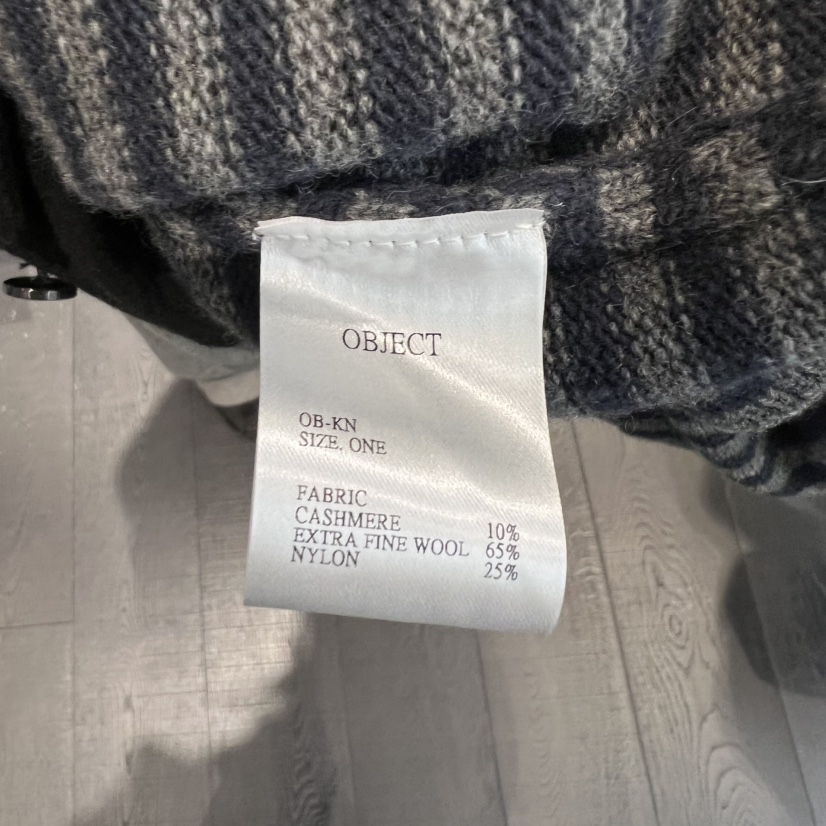 OBJECT
OB-KN
SIZE. ONE
FABRIC
CASHMERE 10%
EXTRA FINE WOOL 65%
NYLON 25%